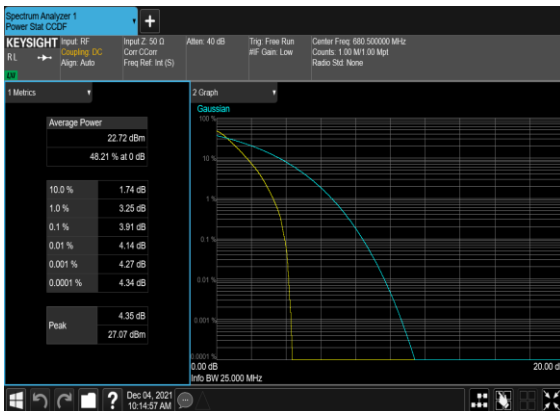 Spectrum Analyzer 1
Power Stat CCDF
KEYSIGHT
RL
LV
Input: RF
Coupling: DC
Align: Auto
Input Z: 50 Ω
Corr CCorr
Freq Ref: Int (S)
Atten: 40 dB
Trig: Free Run
#IF Gain: Low
Center Freq: 680.500000 MHz
Counts: 1.00 M/1.00 Mpt
Radio Std: None
1 Metrics
Average Power
22.72 dBm
48.21 % at 0 dB
10.0 % 1.74 dB
1.0 % 3.25 dB
0.1 % 3.91 dB
0.01 % 4.14 dB
0.001 % 4.27 dB
0.0001 % 4.34 dB
Peak
4.35 dB
27.07 dBm
2 Graph
Gaussian
100 %
10 %
1 %
0.1 %
0.01 %
0.001 %
0.0001 %
0.00 dB
20.00 d
Info BW 25.000 MHz
?
Dec 04, 2021
10:14:57 AM